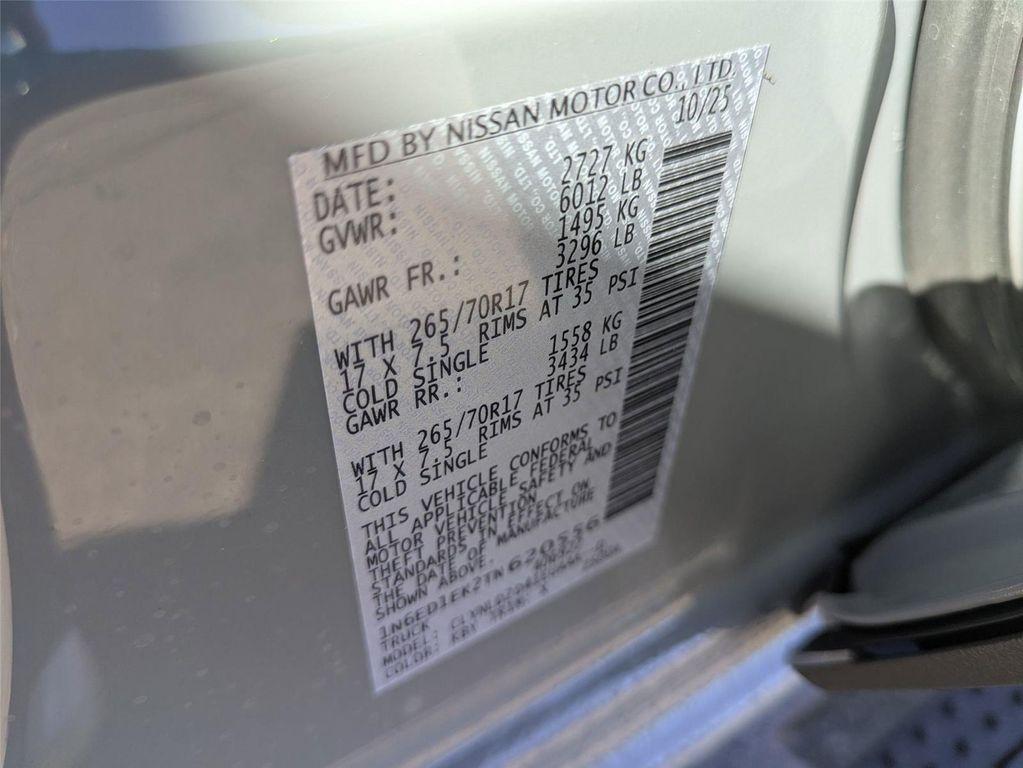 MFD BY NISSAN MOTOR CO., LTD.
DATE: 10/25
GVWR: 2727 KG
6012 LB
GAWR FR.: 1495 KG
3296 LB
WITH 265/70R17 TIRES
17 X 7.5 RIMS AT 35 PSI
COLD SINGLE
GAWR RR.: 1558 KG
3434 LB
WITH 265/70R17 TIRES
17 X 7.5 RIMS AT 35 PSI
COLD SINGLE
THIS VEHICLE CONFORMS TO
ALL APPLICABLE FEDERAL
MOTOR VEHICLE SAFETY AND
THEFT PREVENTION
STANDARDS IN EFFECT ON
THE DATE OF MANUFACTURE
SHOWN ABOVE.
1N6ED1EK2TN620556
TRUCK
MODEL:
COLOR: KBY